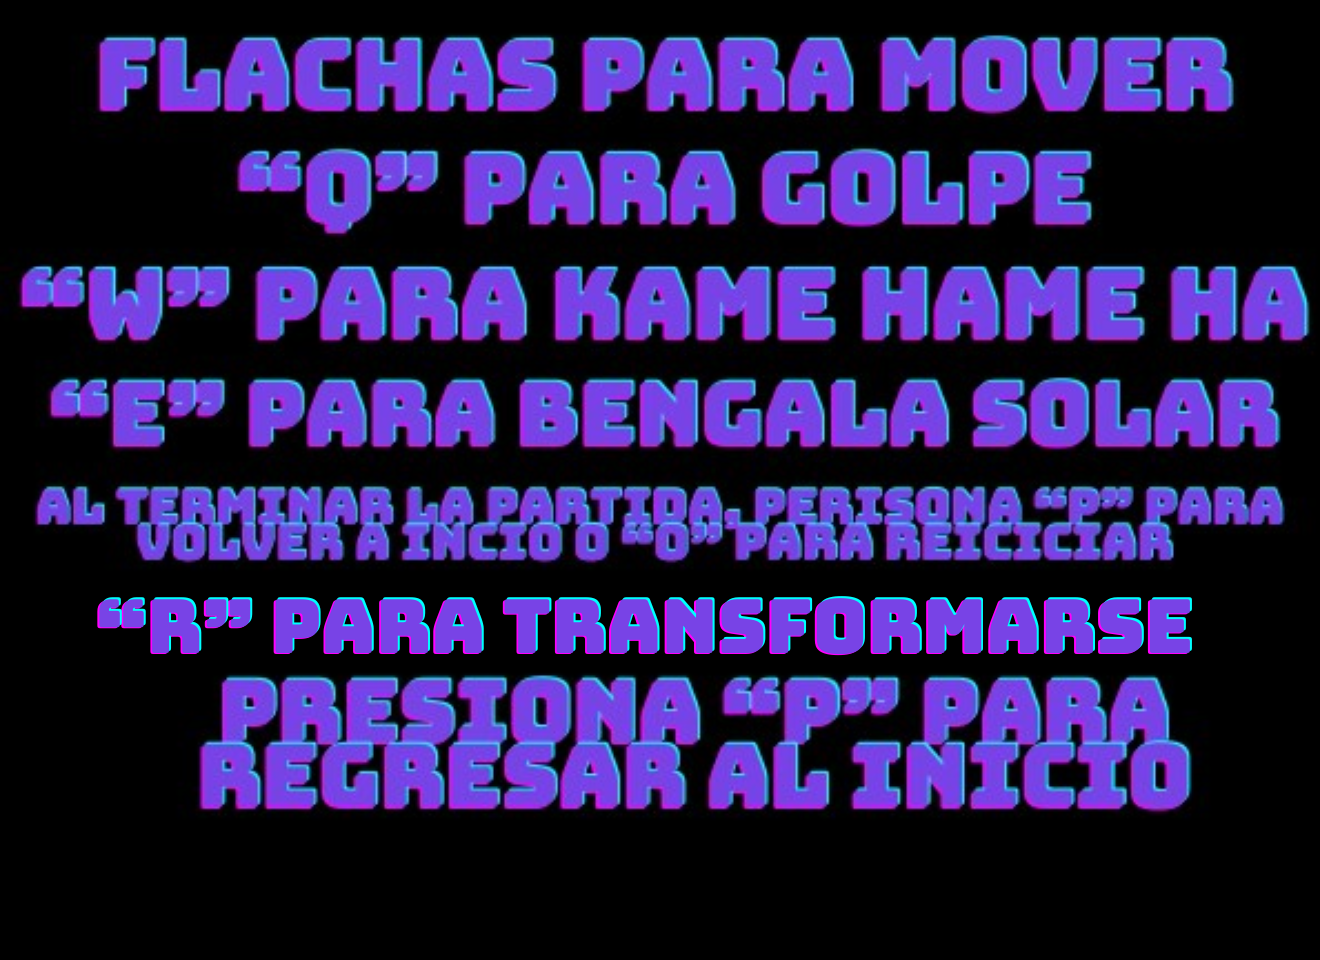 FLACHAS PARA MOVER
“Q” PARA GOLPE
“W” PARA KAME HAME HA
“E” PARA BENGALA SOLAR
AL TERMINAR LA PARTIDA, PERISONA “P” PARA
VOLVER A INCIO O “O” PARA REICICIAR
“R” PARA TRANSFORMARSE
PRESIONA “P” PARA
REGRESAR AL INICIO